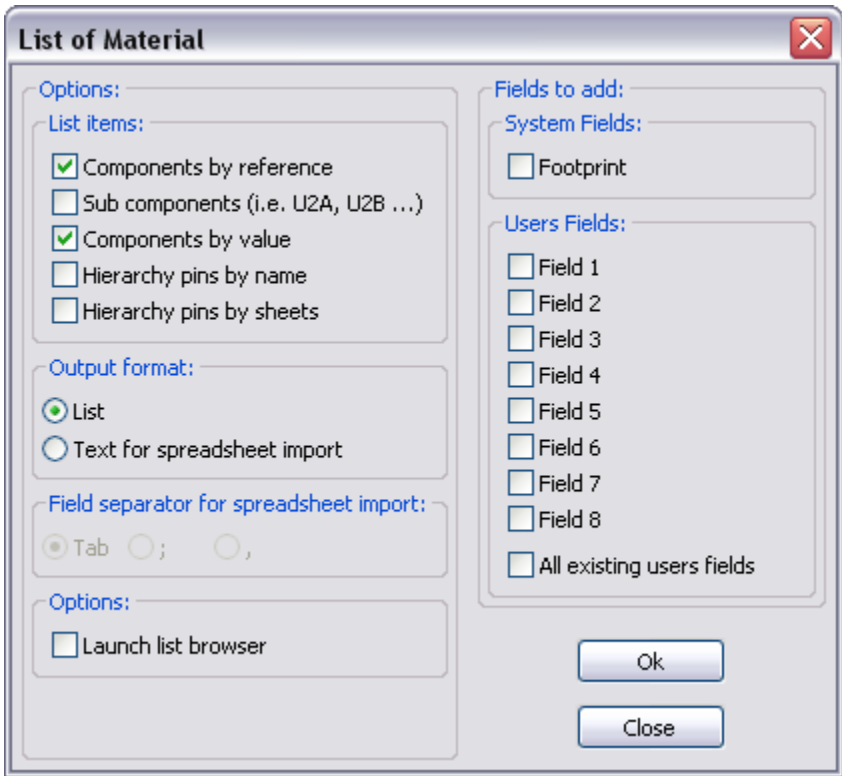 List of Material
Options:
List items:
Components by reference
Sub components (i.e. U2A, U2B ...)
Components by value
Hierarchy pins by name
Hierarchy pins by sheets
Output format:
List
Text for spreadsheet import
Field separator for spreadsheet import:
Tab ; ,
Options:
Launch list browser
Fields to add:
System Fields:
Footprint
Users Fields:
Field 1
Field 2
Field 3
Field 4
Field 5
Field 6
Field 7
Field 8
All existing users fields
Ok
Close